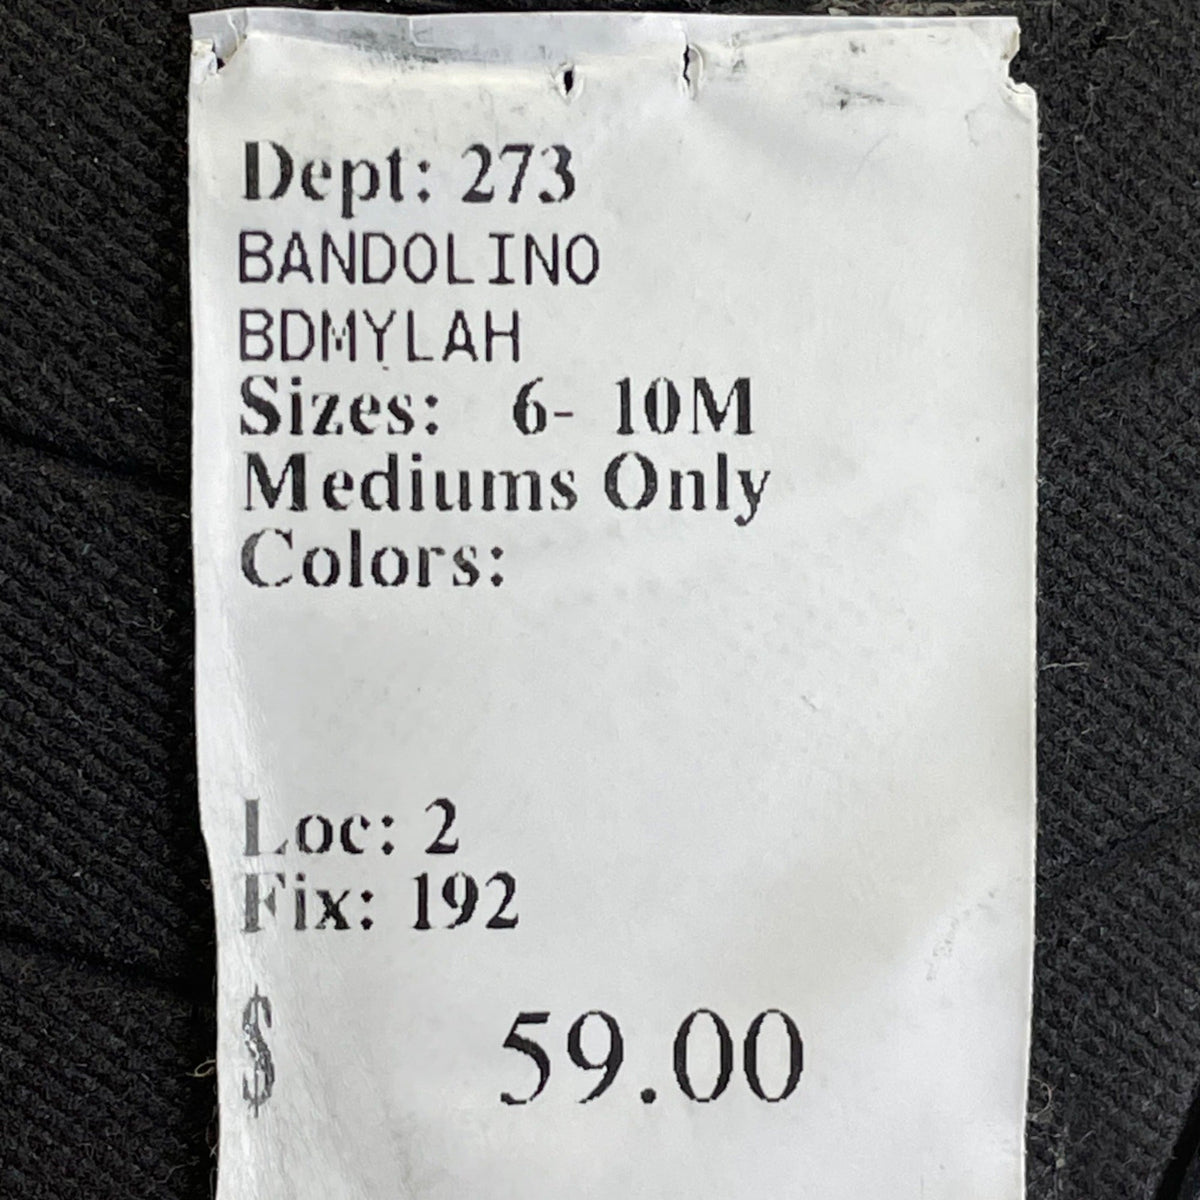 Dept: 273
BANDOLINO
BDMYLAH
Sizes: 6- 10M
Mediums Only
Colors:
Loc: 2
Fix: 192
$ 59.00